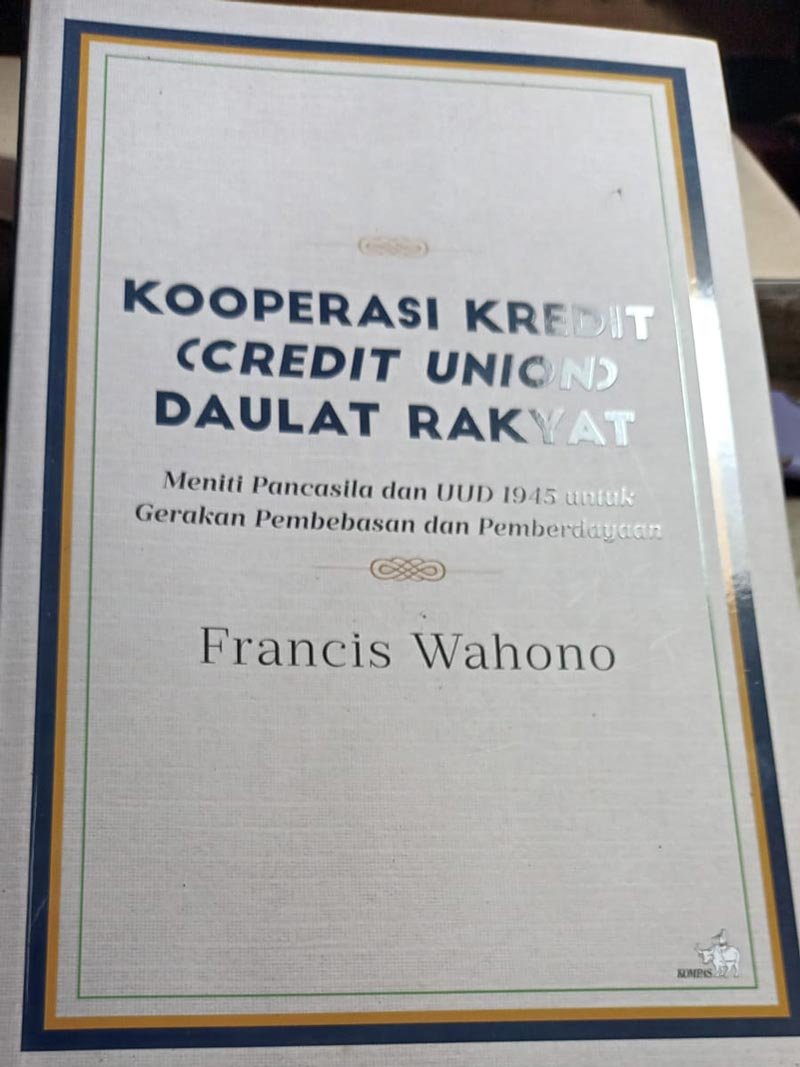 KOOPERASI KREDIT
(CREDIT UNION)
DAULAT RAKYAT
Meniti Pancasila dan UUD 1945 untuk
Gerakan Pembebasan dan Pemberdayaan
Francis Wahono
KOMPAS